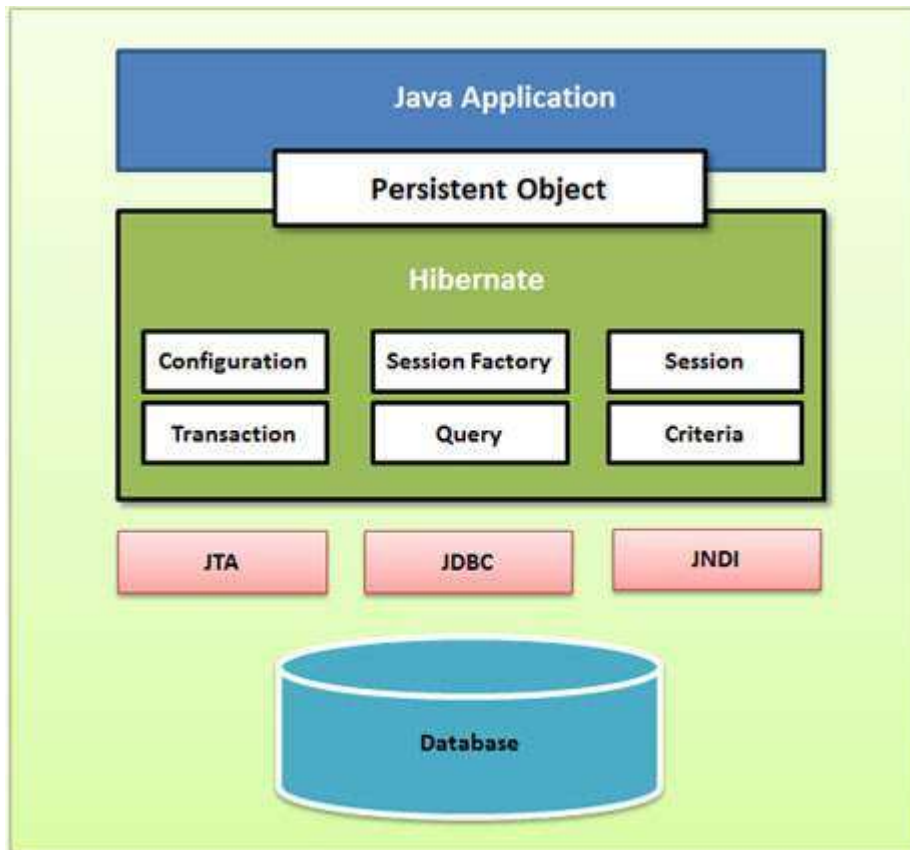 Java Application
Persistent Object
Hibernate
Configuration
Session Factory
Session
Transaction
Query
Criteria
JTA
JDBC
JNDI
Database